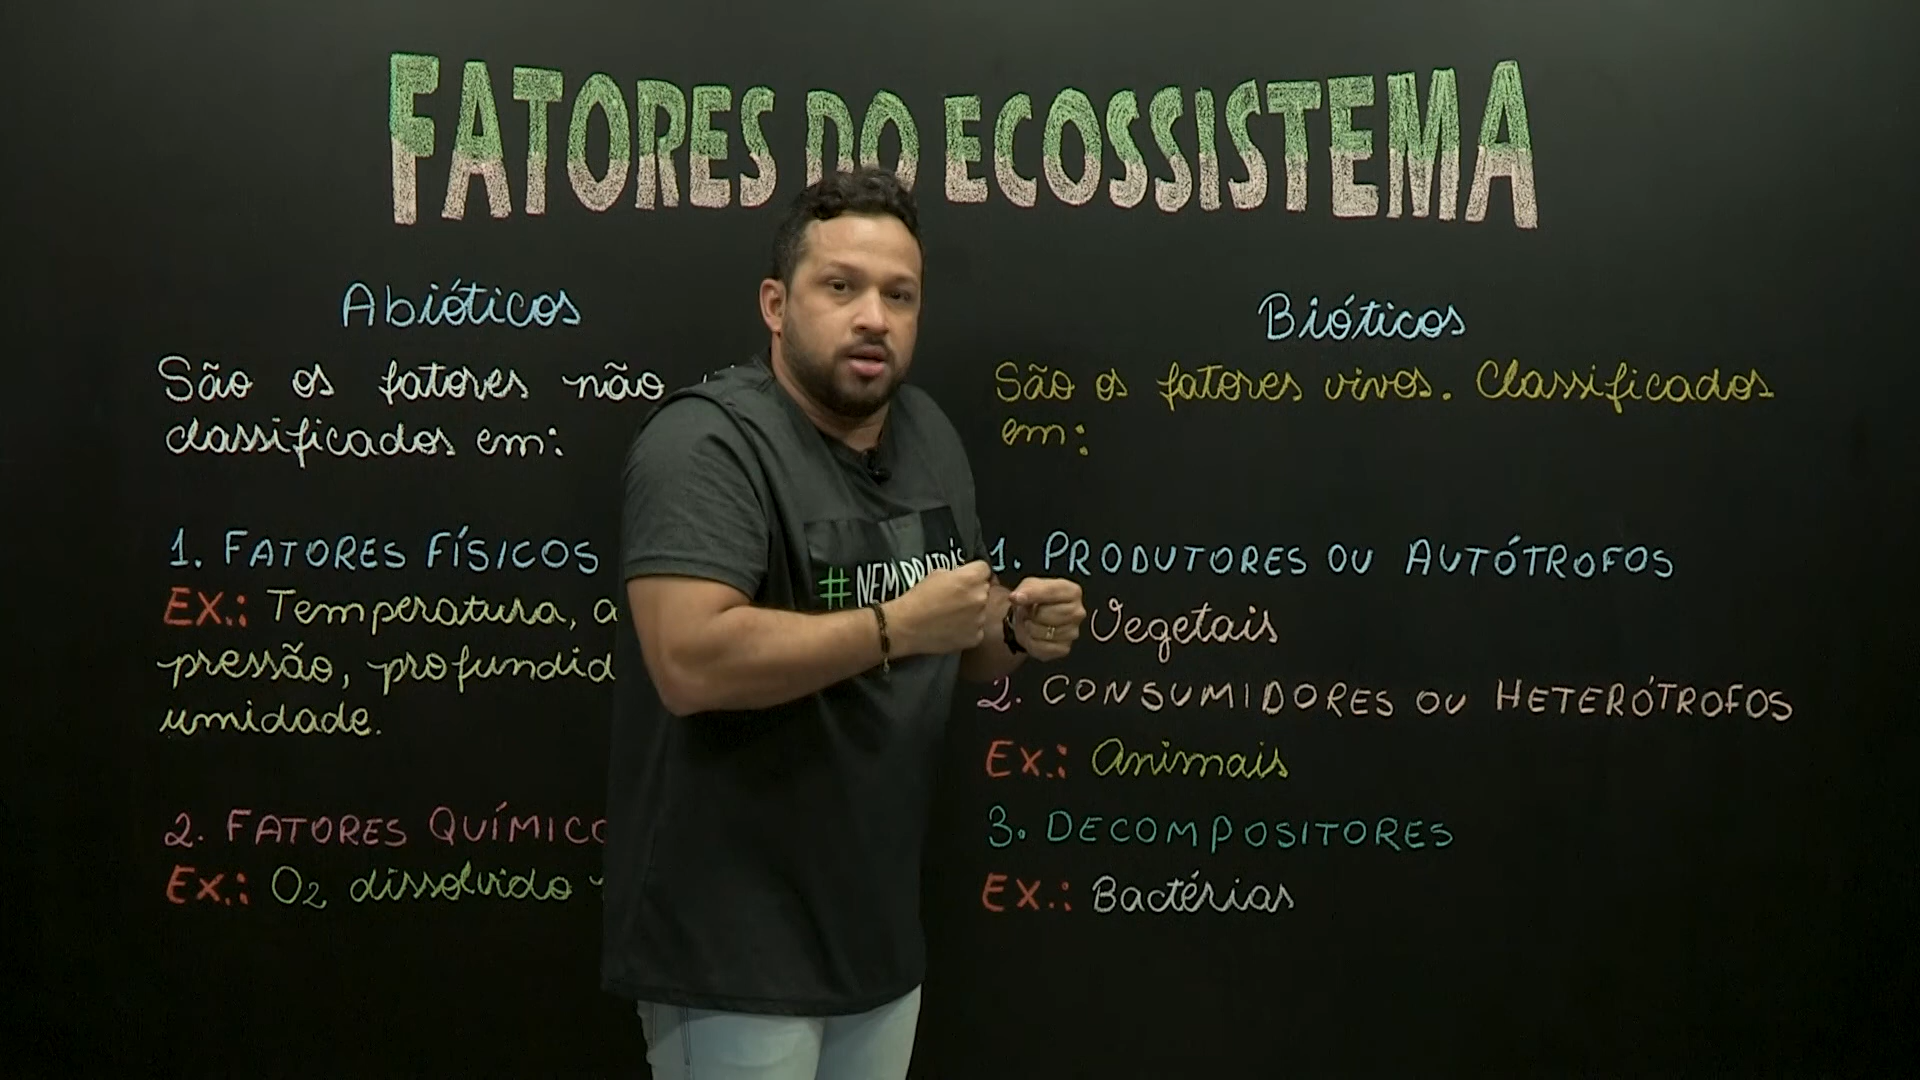 FATORES DO ECOSSISTEMA
Abióticos
São os fatores não
classificados em:
1. FATORES FÍSICOS
EX.: Temperatura, a
pressão, profundid
umidade.
2. FATORES QUÍMICO
EX.: O2 dissolvido
Bióticos
São os fatores vivos. Classificados
em:
1. PRODUTORES OU AUTÓTROFOS
Vegetais
2. CONSUMIDORES OU HETERÓTROFOS
EX.: Animais
3. DECOMPOSITORES
EX.: Bactérias
#NEM